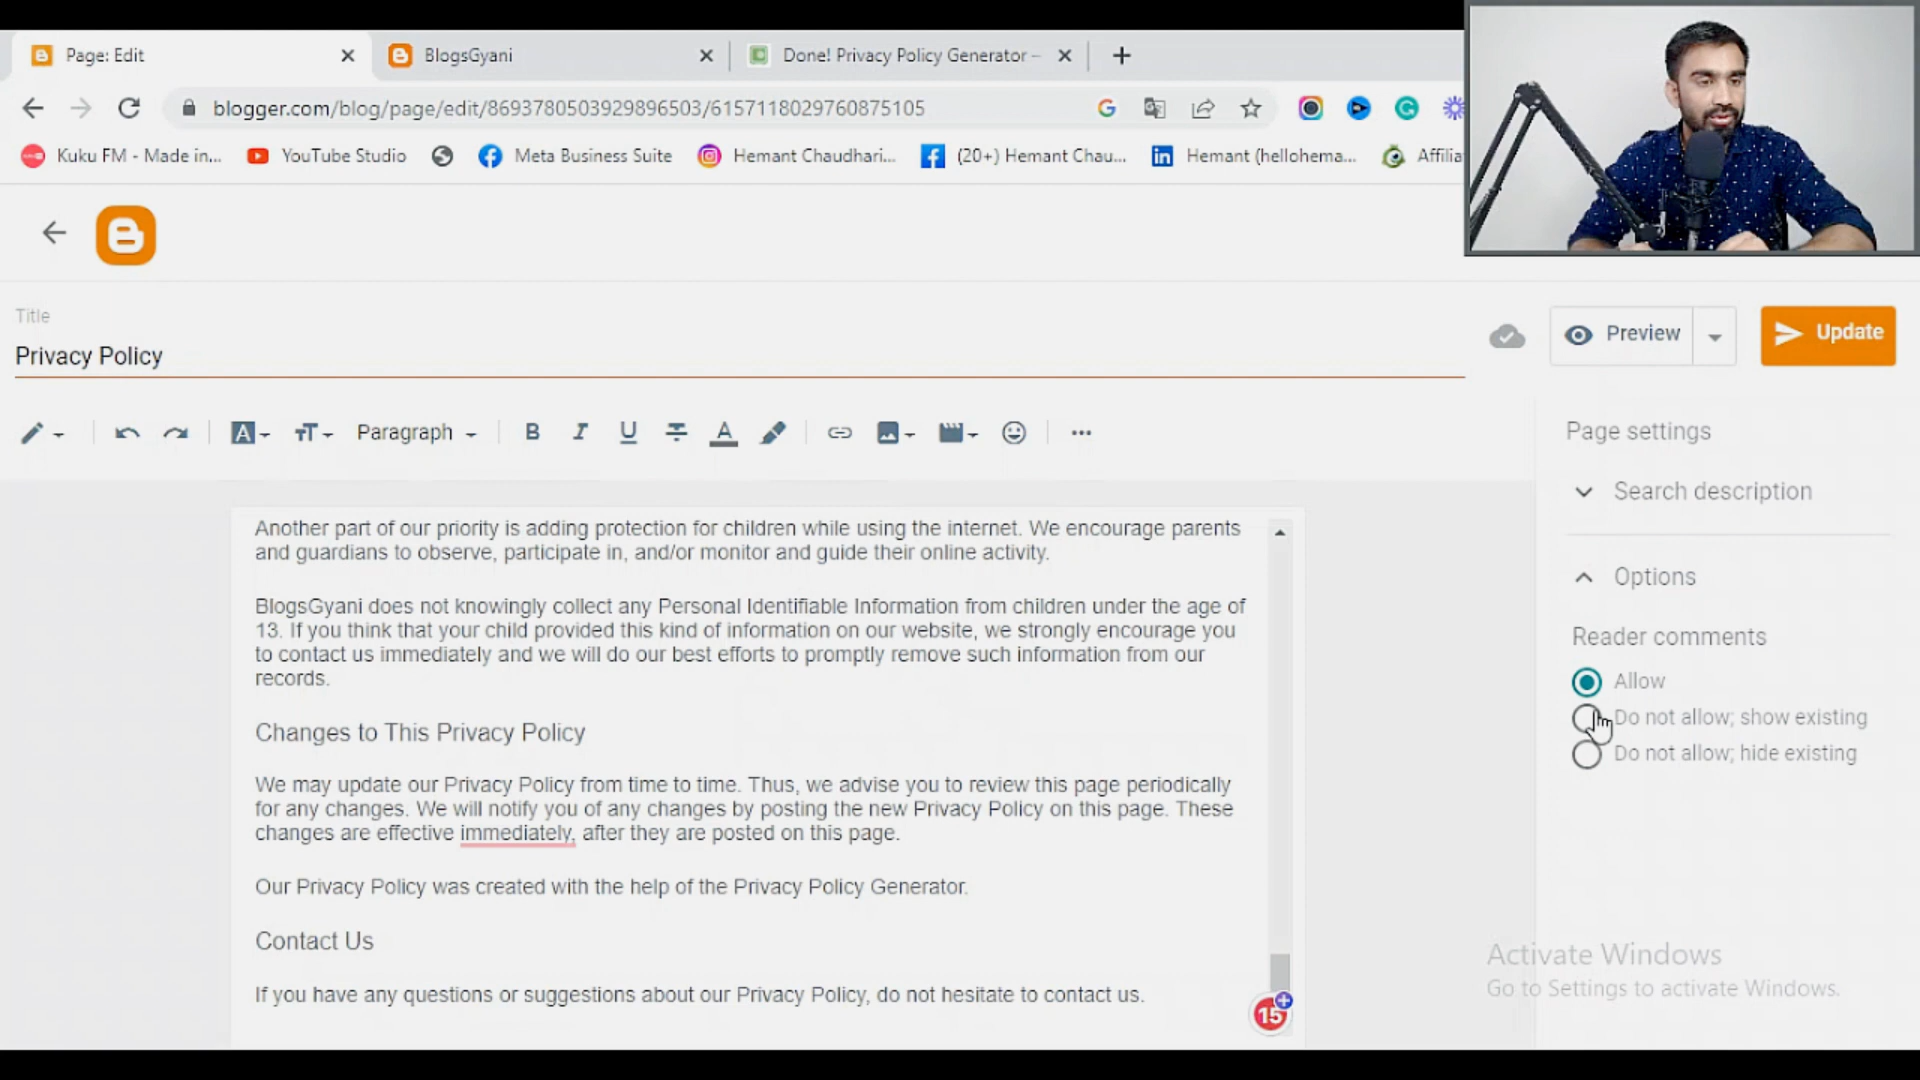 Page: Edit
BlogsGyani
Done! Privacy Policy Generator –
blogger.com/blog/page/edit/8693780503929896503/6157118029760875105
Kuku FM - Made in...
YouTube Studio
Meta Business Suite
Hemant Chaudhari...
(20+) Hemant Chau...
Hemant (hellohema...
Affilia
Title
Privacy Policy
Preview
Update
Paragraph
Page settings
Search description
Options
Reader comments
Allow
Do not allow; show existing
Do not allow; hide existing
Another part of our priority is adding protection for children while using the internet. We encourage parents
and guardians to observe, participate in, and/or monitor and guide their online activity.
BlogsGyani does not knowingly collect any Personal Identifiable Information from children under the age of
13. If you think that your child provided this kind of information on our website, we strongly encourage you
to contact us immediately and we will do our best efforts to promptly remove such information from our
records.
Changes to This Privacy Policy
We may update our Privacy Policy from time to time. Thus, we advise you to review this page periodically
for any changes. We will notify you of any changes by posting the new Privacy Policy on this page. These
changes are effective immediately, after they are posted on this page.
Our Privacy Policy was created with the help of the Privacy Policy Generator.
Contact Us
If you have any questions or suggestions about our Privacy Policy, do not hesitate to contact us.
15
Activate Windows
Go to Settings to activate Windows.